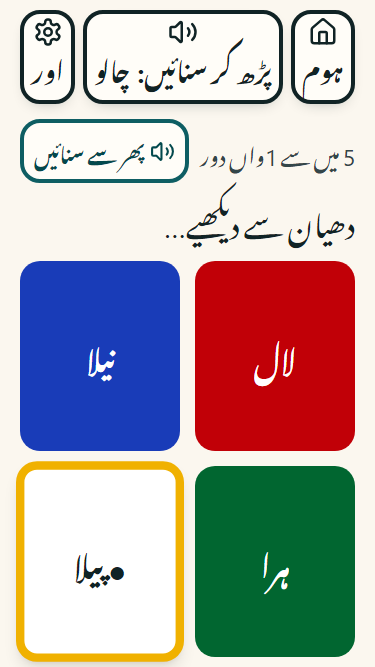 ہوم
پڑھ کر سنائیں: چالو
اور
5 میں سے 1واں دور
پھر سے سنائیں
دھیان سے دیکھیے...
لال
نیلا
ہرا
●پیلا